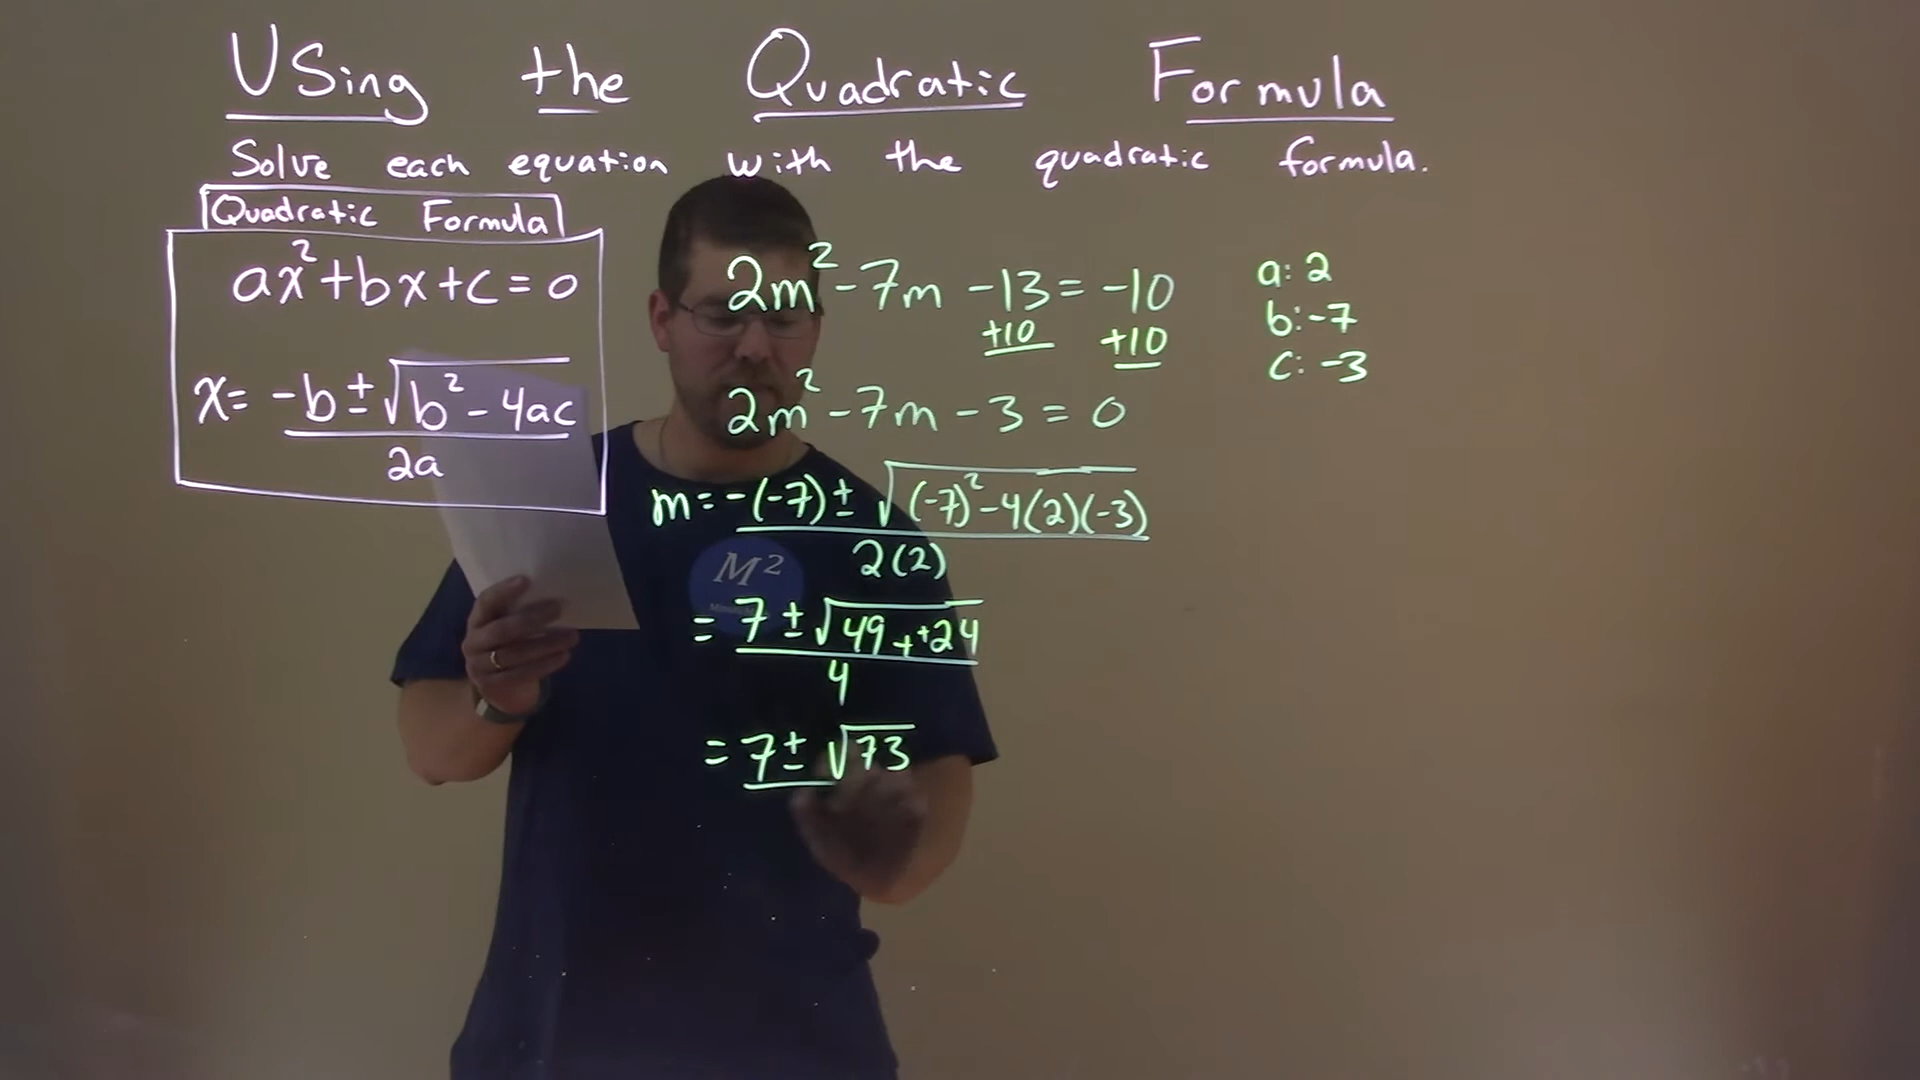 Using the Quadratic Formula
Solve each equation with the quadratic formula.
Quadratic Formula
ax²+bx+c=0
x= -b±√b²-4ac
2a
2m²-7m-13=-10
+10 +10
2m²-7m-3=0
a: 2
b: -7
c: -3
m= -(-7)±√(-7)²-4(2)(-3)
2(2)
= 7±√49++24
4
= 7±√73
M²